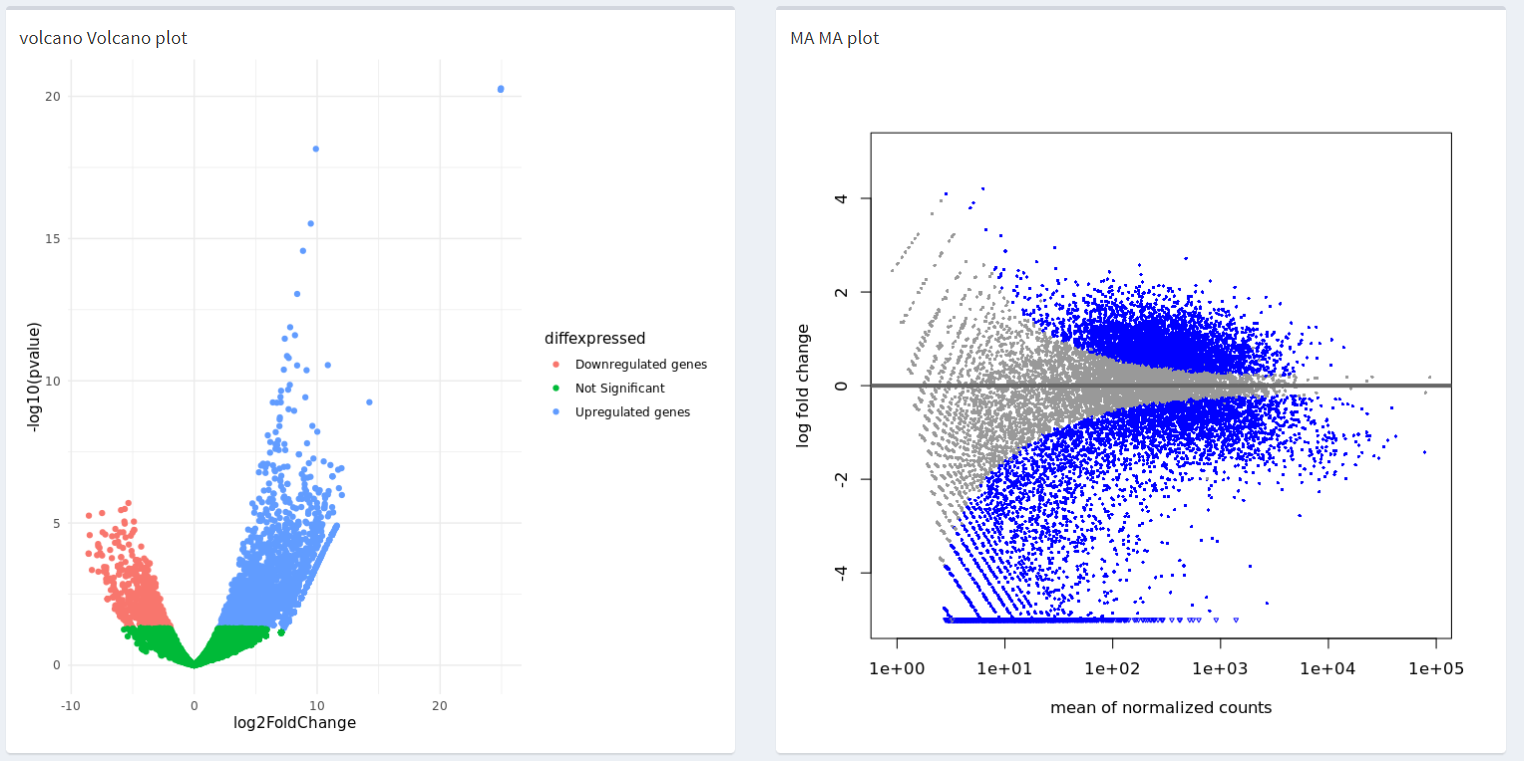 volcano Volcano plot
20
15
10
5
0
-log10(pvalue)
-10 0 10 20
log2FoldChange
diffexpressed
Downregulated genes
Not Significant
Upregulated genes
MA MA plot
4
2
0
-2
-4
log fold change
1e+00 1e+01 1e+02 1e+03 1e+04 1e+05
mean of normalized counts